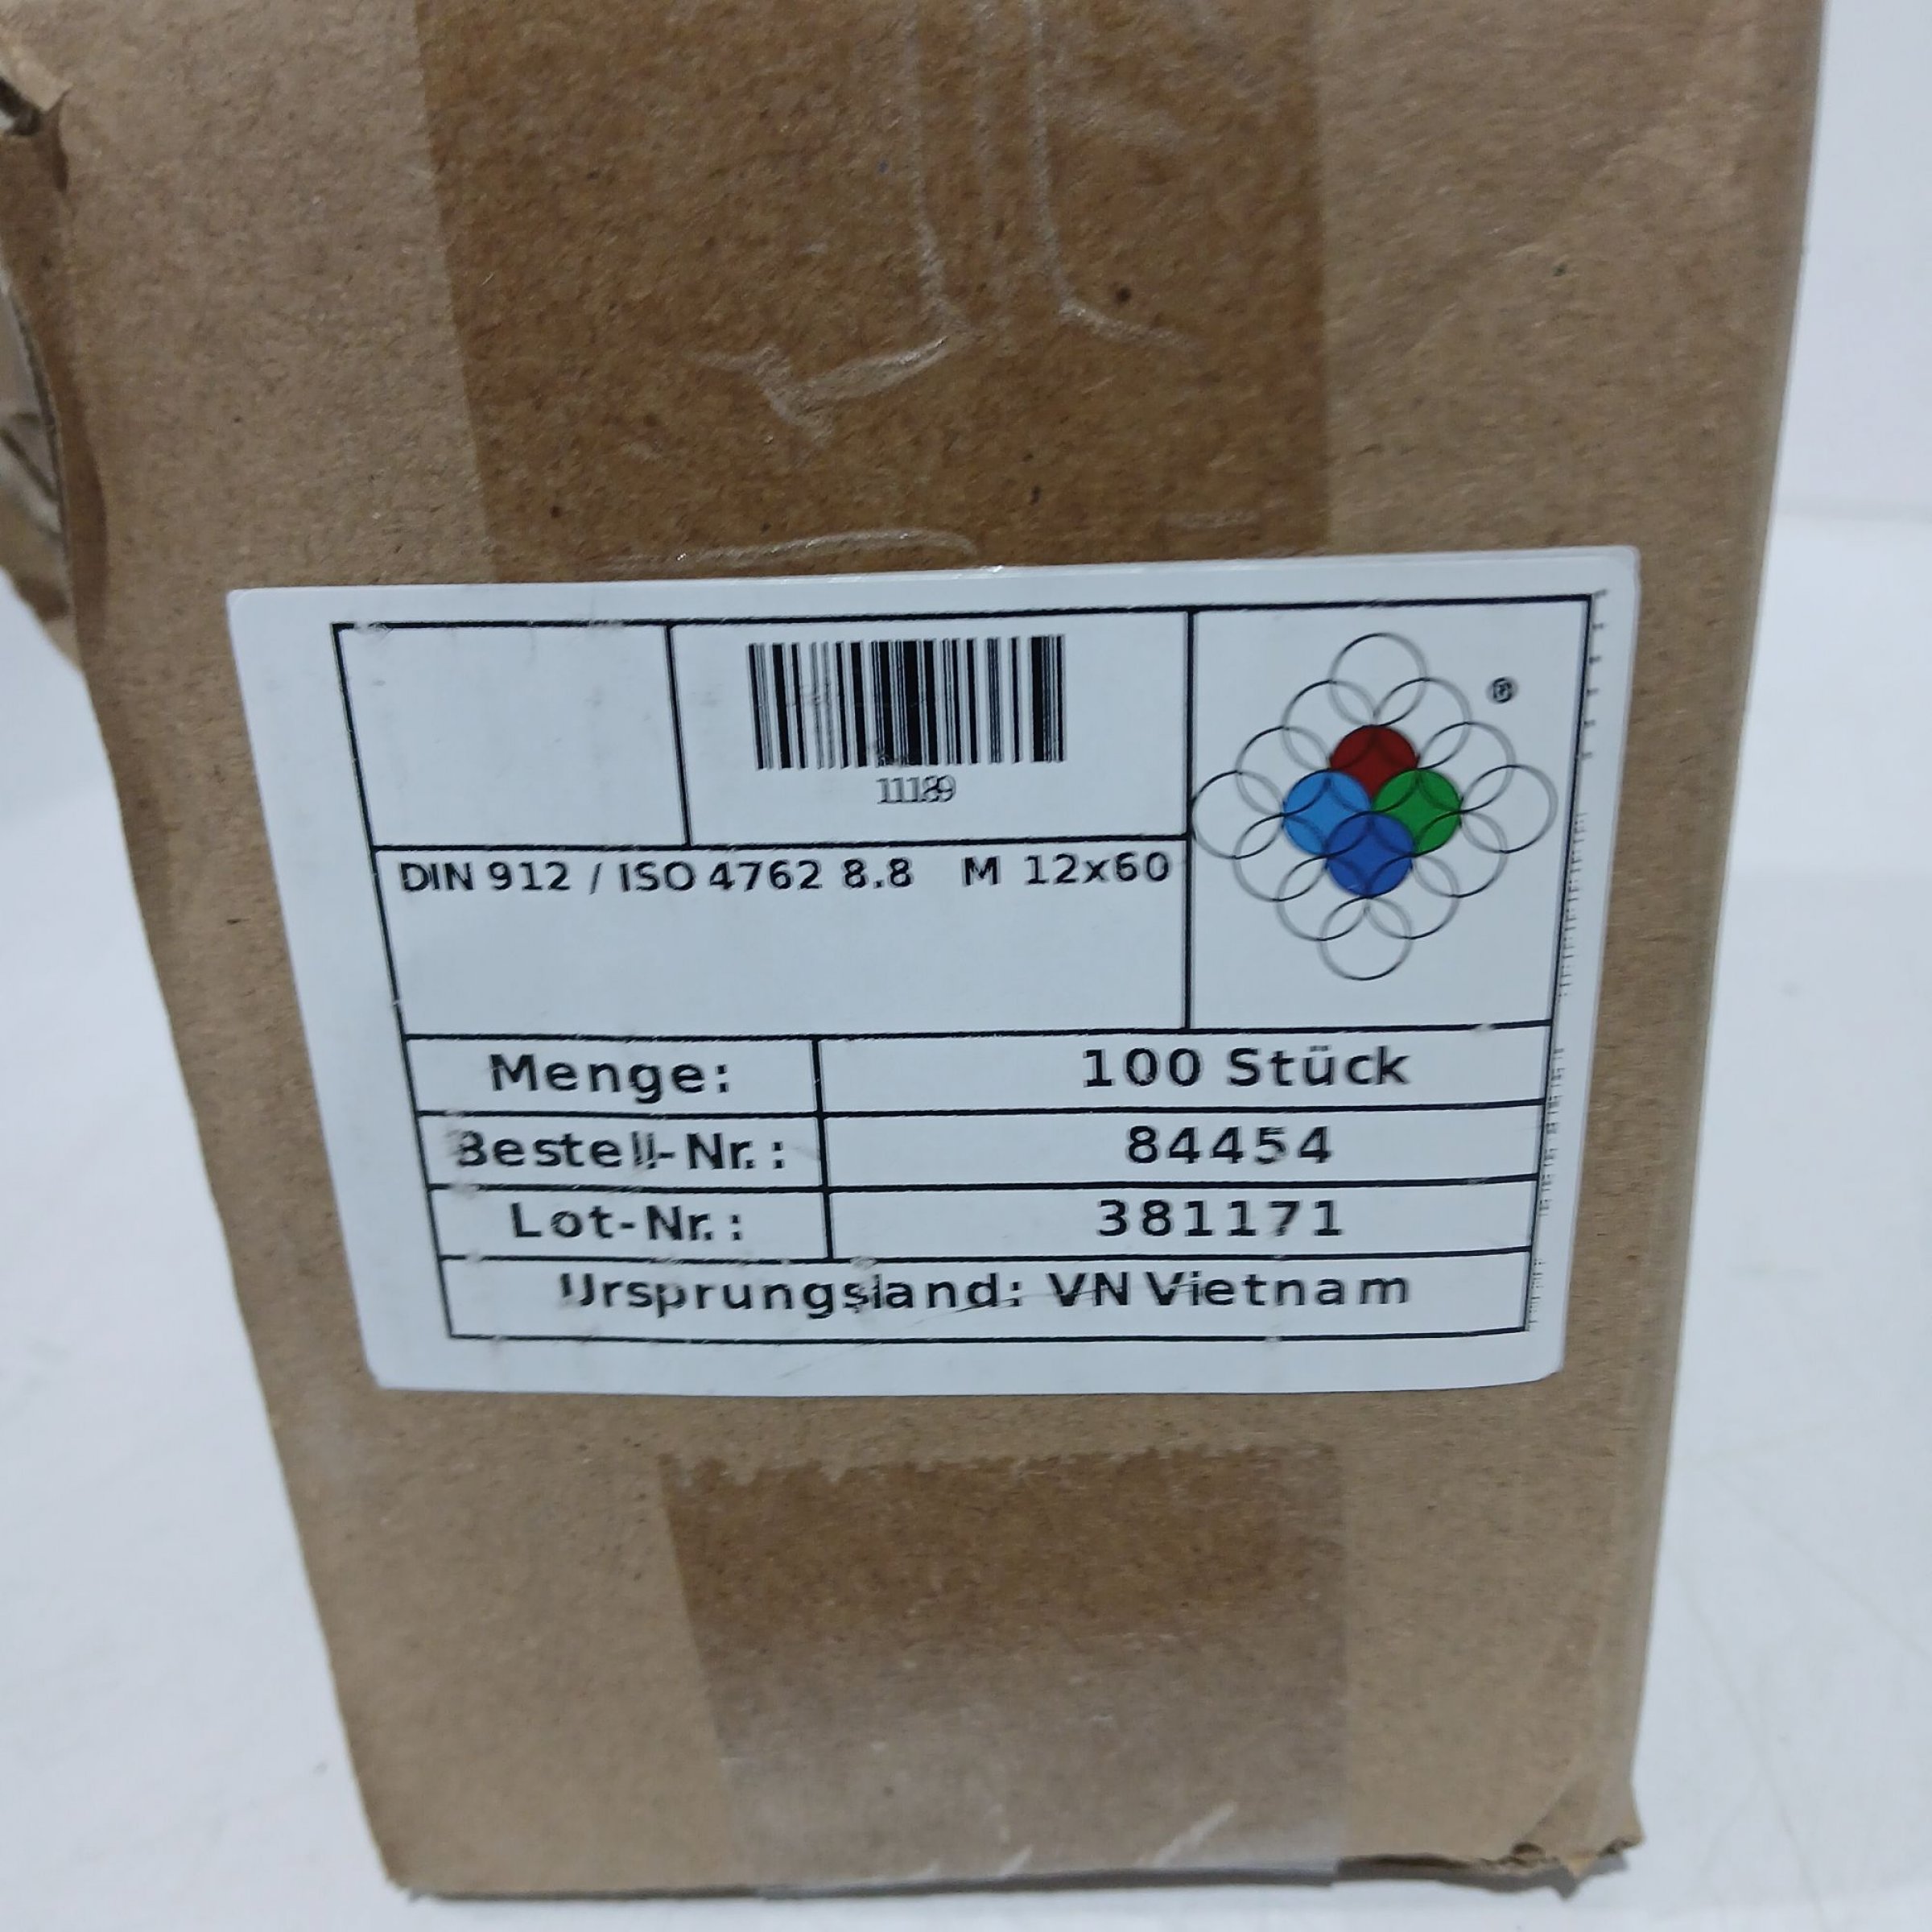 11189
®
DIN 912 / ISO 4762 8.8 M 12x60
Menge: 100 Stück
Bestell-Nr.: 84454
Lot-Nr.: 381171
Ursprungsland: VN Vietnam